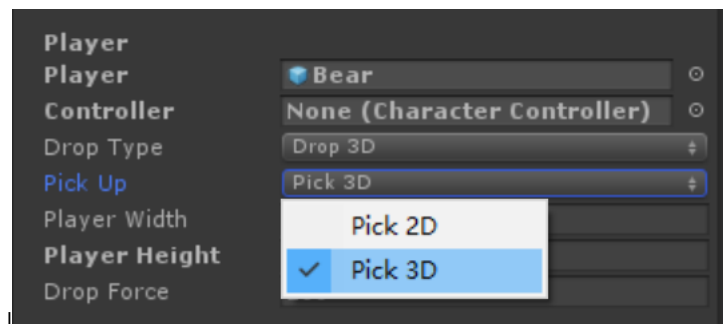 Player
Player Bear
Controller None (Character Controller)
Drop Type Drop 3D
Pick Up Pick 3D
Player Width
Pick 2D
Player Height
Pick 3D
Drop Force